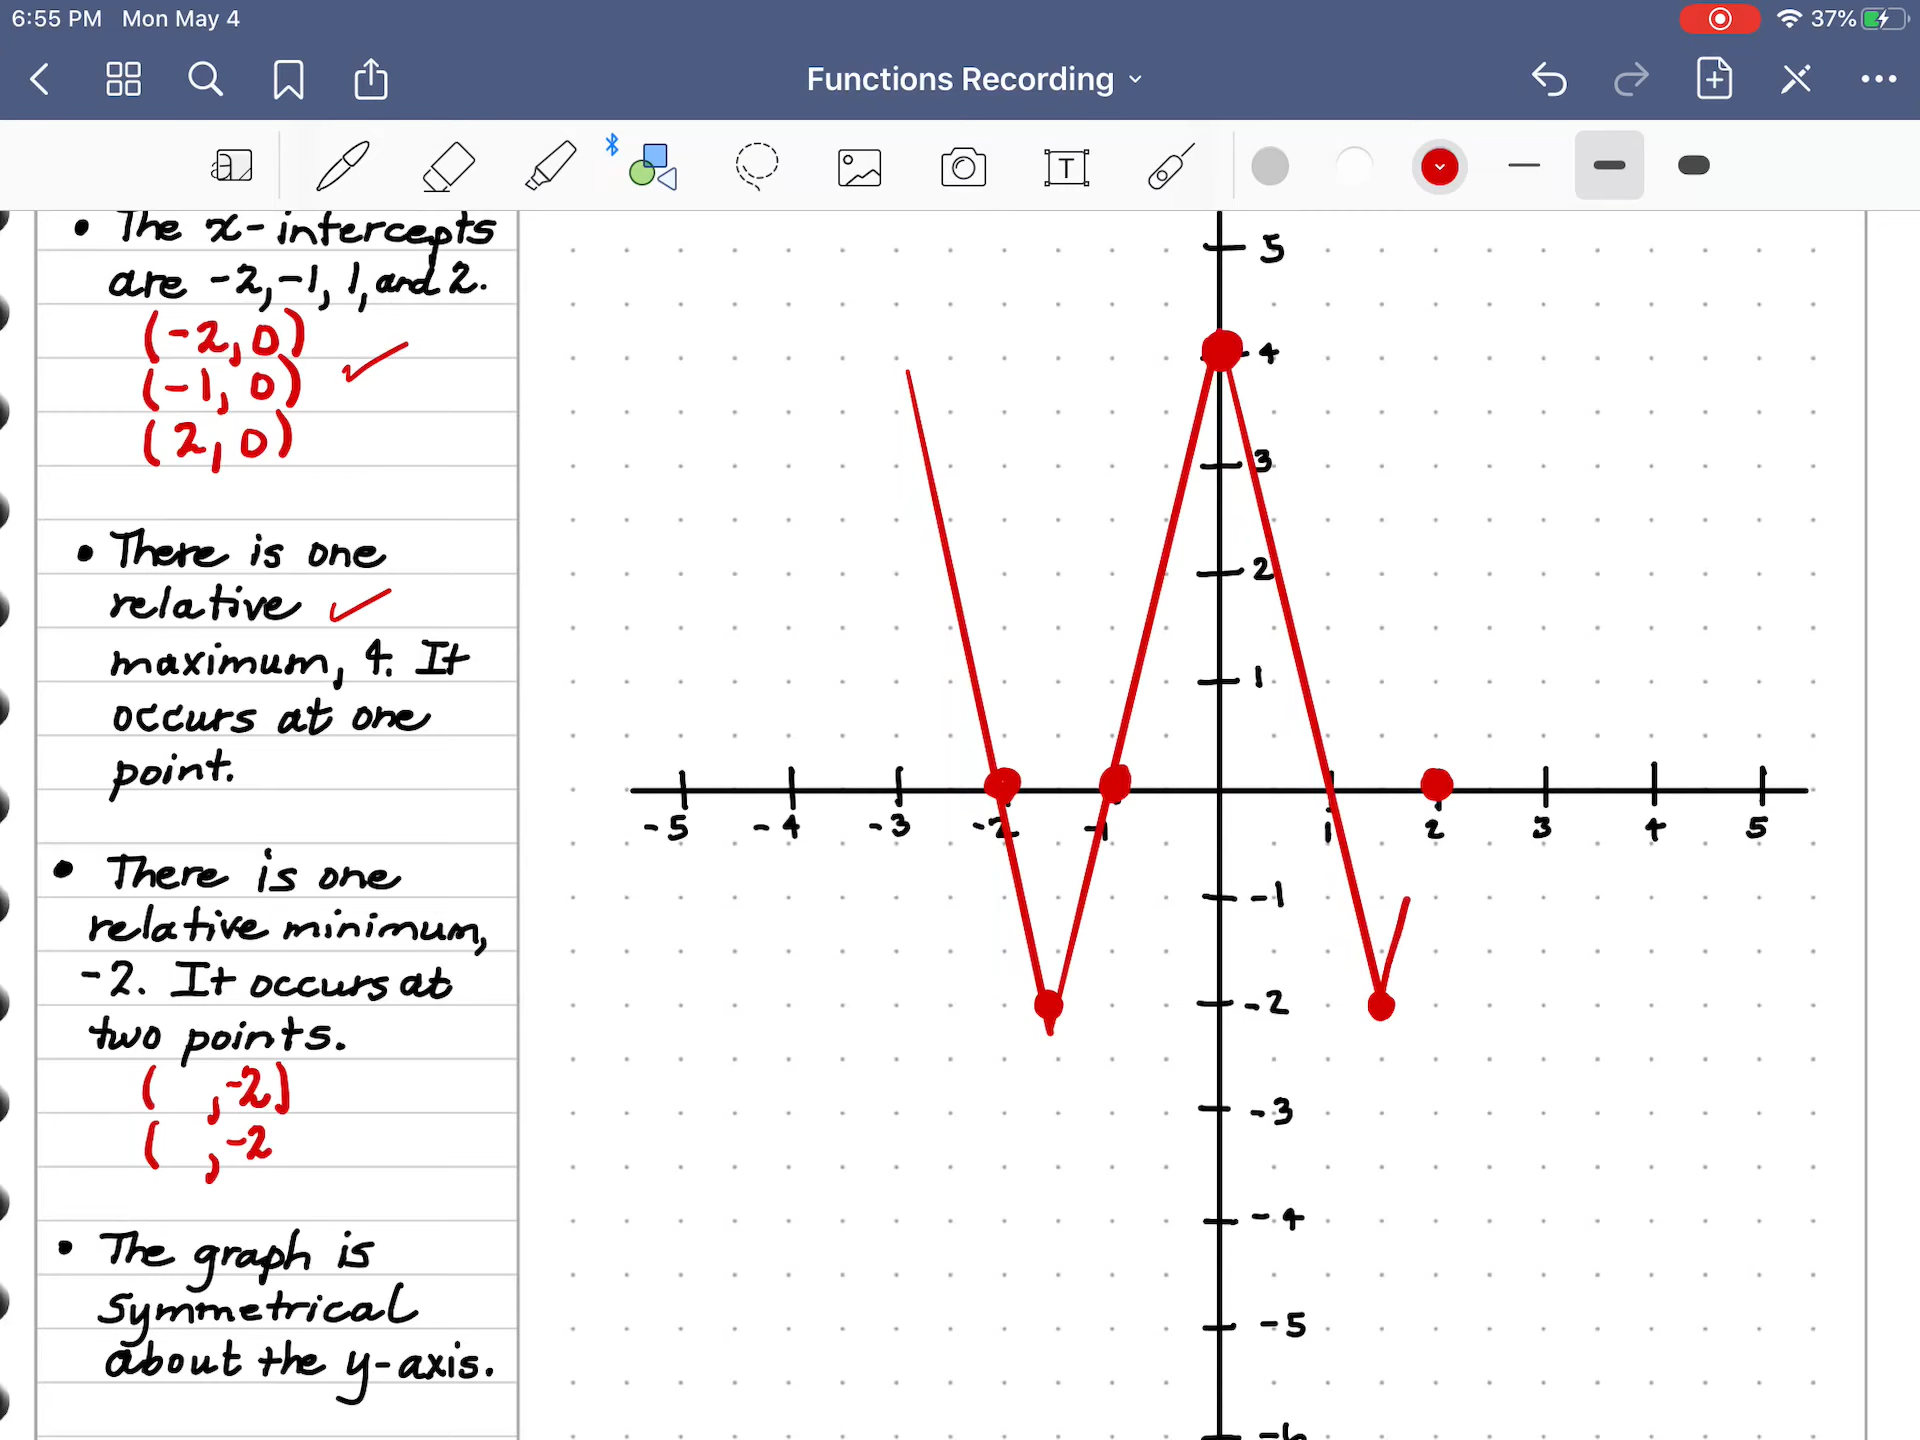 6:55 PM Mon May 4
37%
Functions Recording
T
• The x-intercepts
are -2, -1, 1, and 2.
(-2, 0)
(-1, 0) ✓
(2, 0)
• There is one
relative ✓
maximum, 4. It
occurs at one
point.
• There is one
relative minimum,
-2. It occurs at
two points.
( , -2)
( , -2
• The graph is
symmetrical
about the y-axis.
5
4
3
2
1
-5 -4 -3 -2 -1 1 2 3 4 5
-1
-2
-3
-4
-5
-6